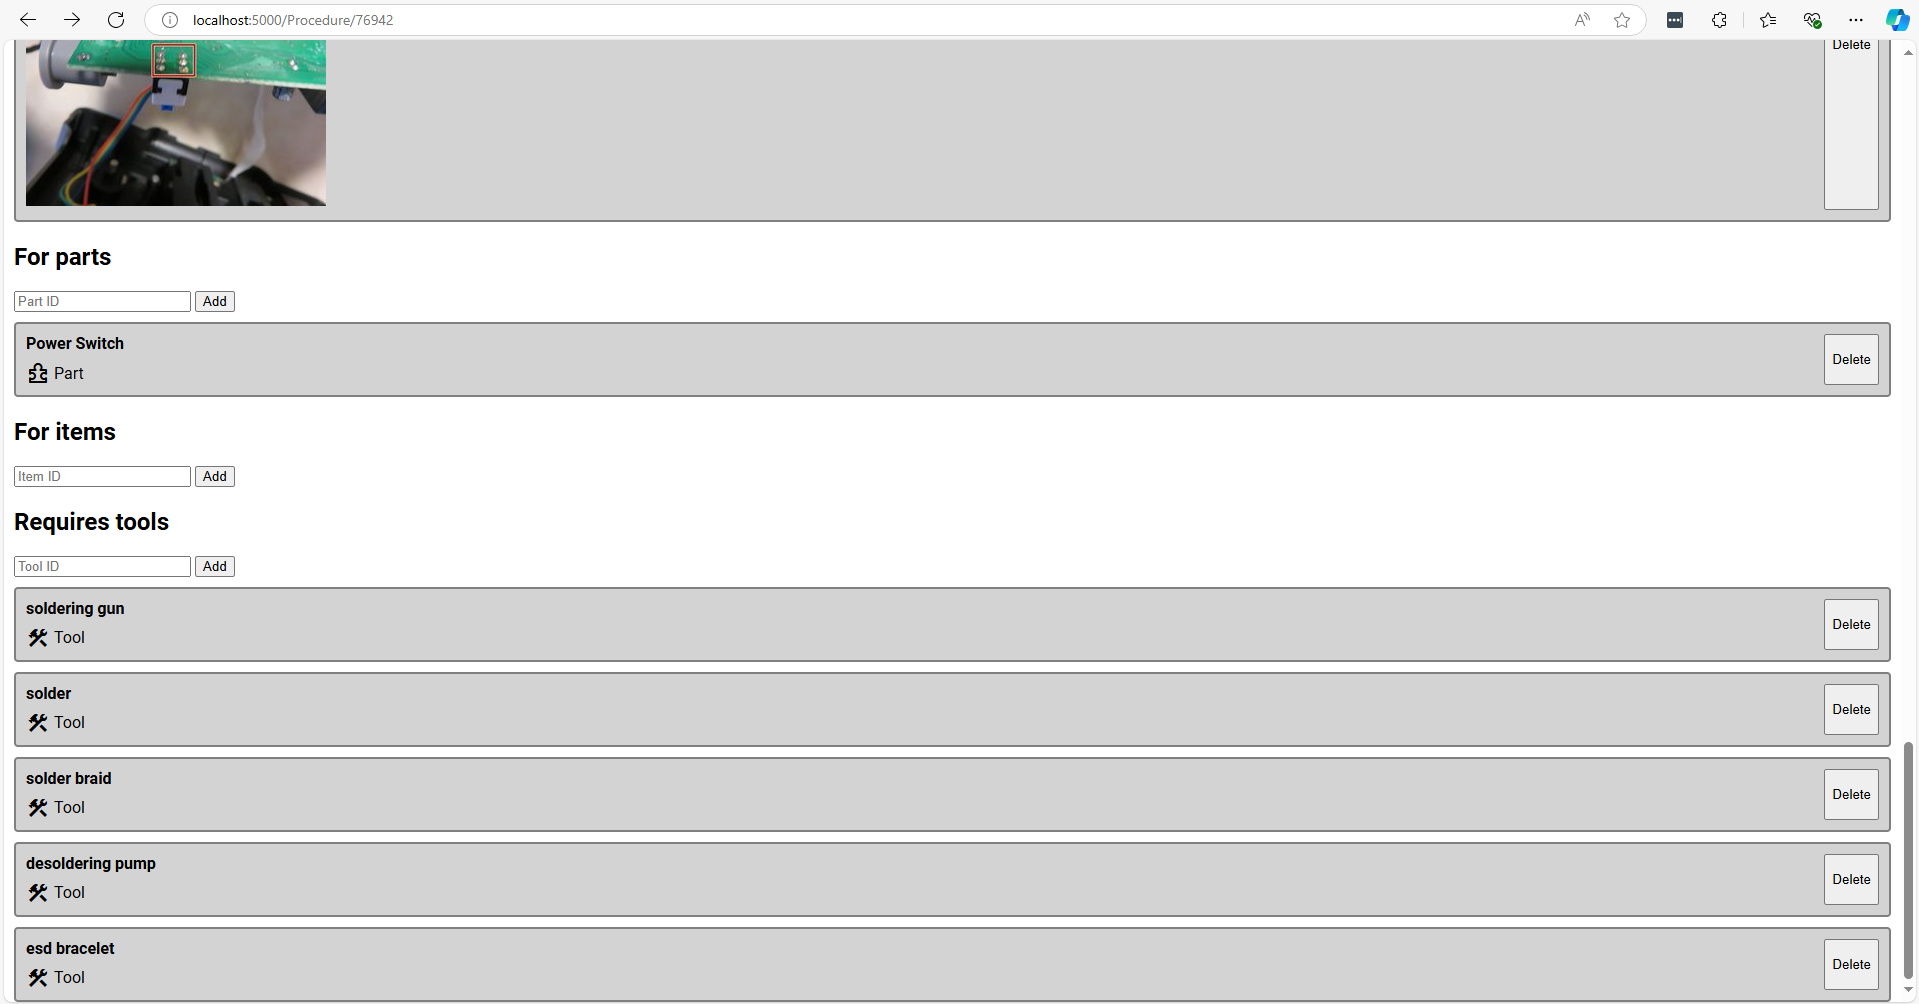 localhost:5000/Procedure/76942
Delete
For parts
Part ID Add
Power Switch
Part
Delete
For items
Item ID Add
Requires tools
Tool ID Add
soldering gun
Tool
Delete
solder
Tool
Delete
solder braid
Tool
Delete
desoldering pump
Tool
Delete
esd bracelet
Tool
Delete